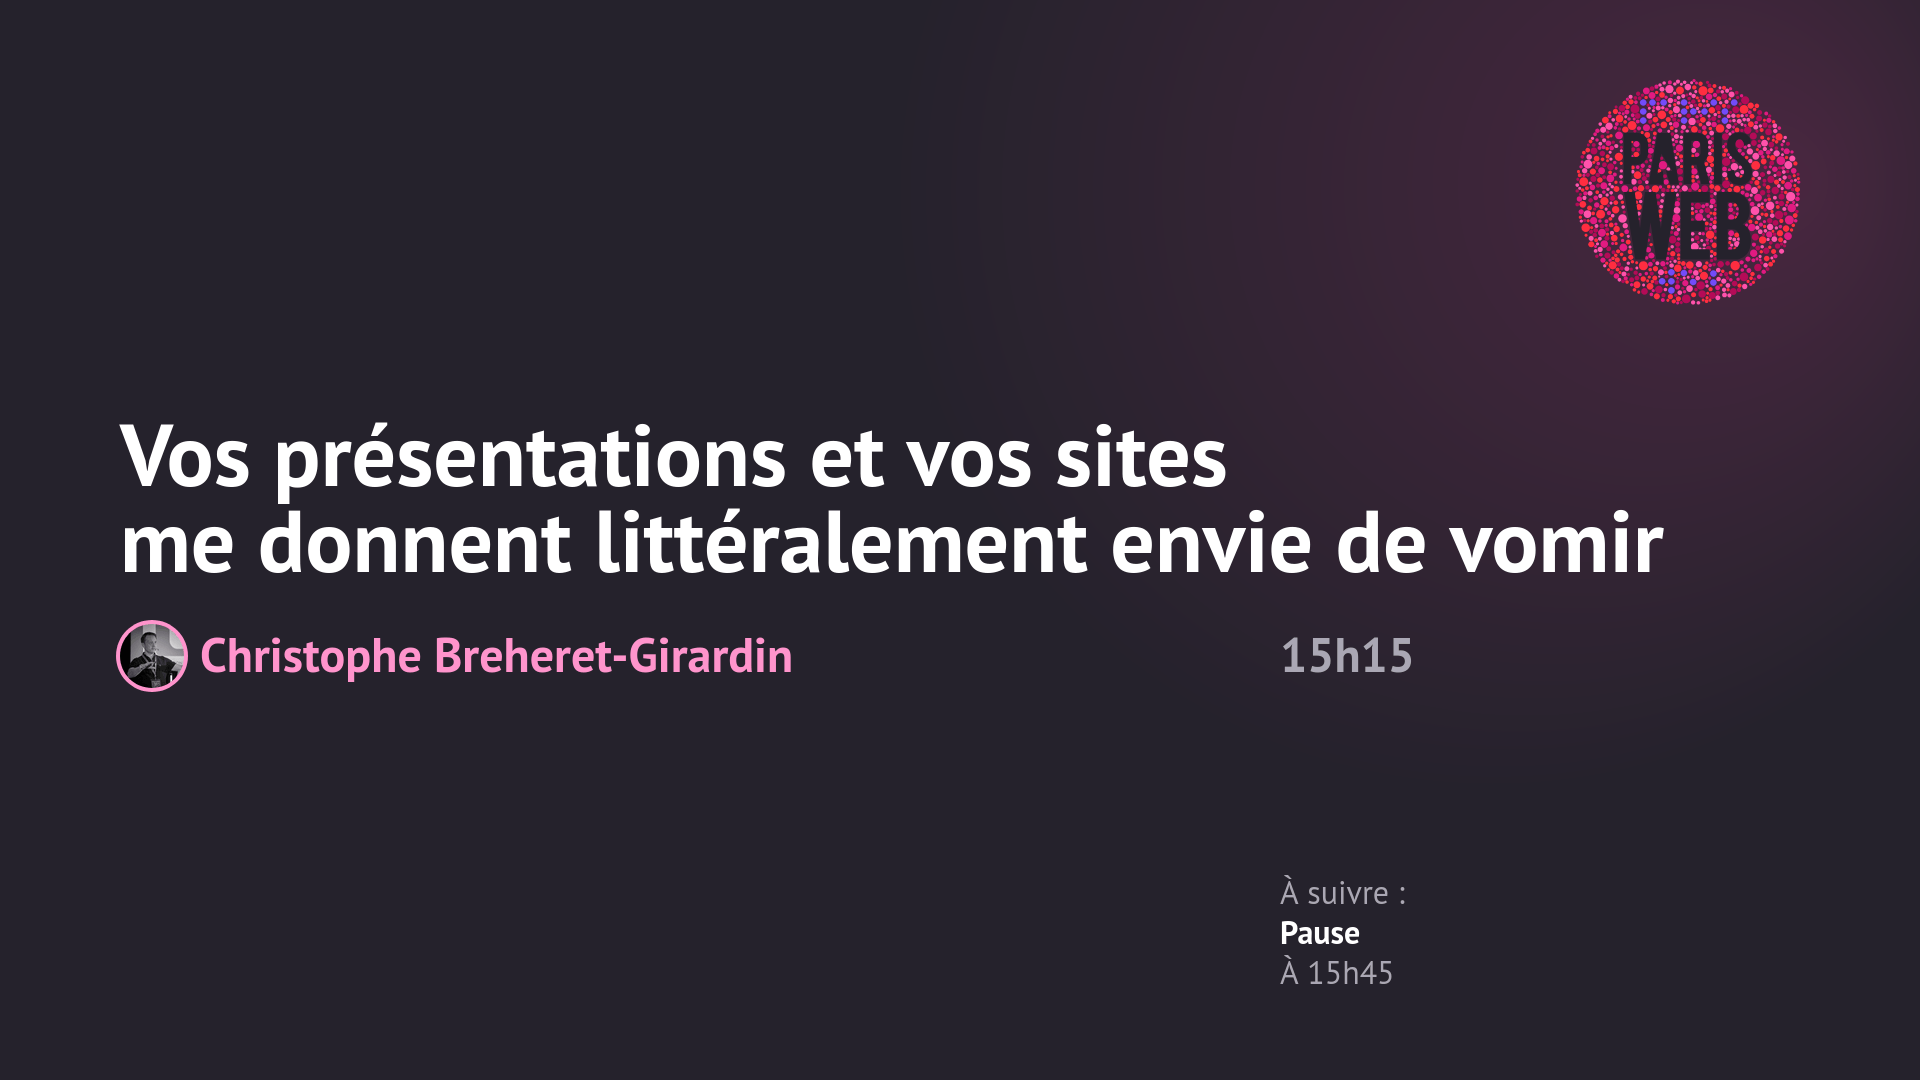 PARIS
WEB
Vos présentations et vos sites
me donnent littéralement envie de vomir
Christophe Breheret-Girardin
15h15
À suivre :
Pause
À 15h45